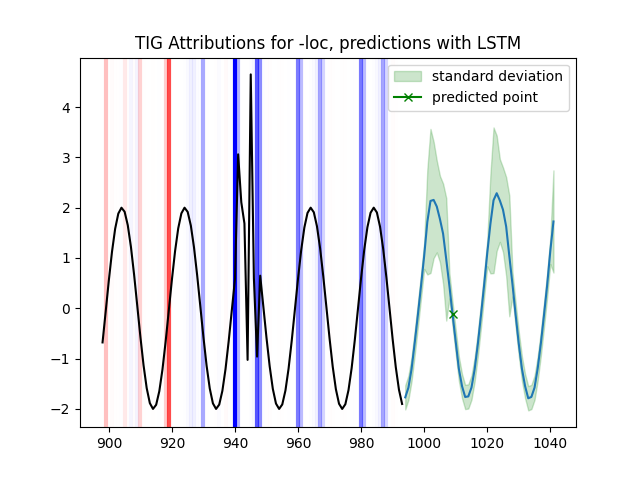 TIG Attributions for -loc, predictions with LSTM
standard deviation
predicted point
4
3
2
1
0
−1
−2
900 920 940 960 980 1000 1020 1040